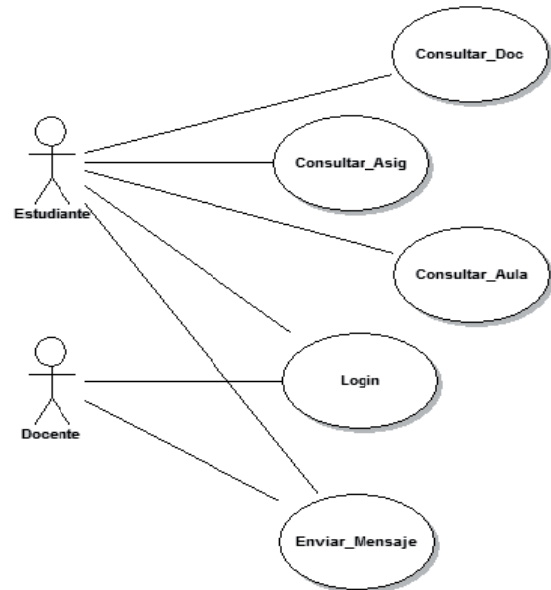 Consultar_Doc
Consultar_Asig
Estudiante
Consultar_Aula
Login
Docente
Enviar_Mensaje